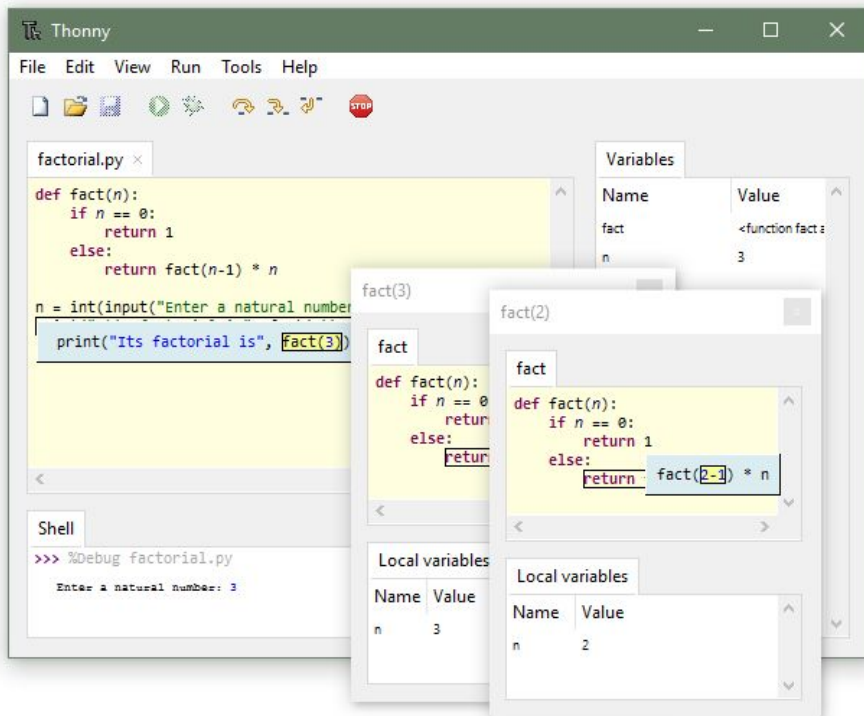 Thonny
File Edit View Run Tools Help
STOP
factorial.py
def fact(n):
    if n == 0:
        return 1
    else:
        return fact(n-1) * n
n = int(input("Enter a natural number
print("Its factorial is", fact(3))
Shell
>>> %Debug factorial.py
Enter a natural number: 3
Variables
Name Value
fact <function fact a
n 3
fact(3)
fact
def fact(n):
    if n == 0
        retur
    else:
        retur
Local variables
Name Value
n 3
fact(2)
fact
def fact(n):
    if n == 0:
        return 1
    else:
        return fact(2-1) * n
Local variables
Name Value
n 2